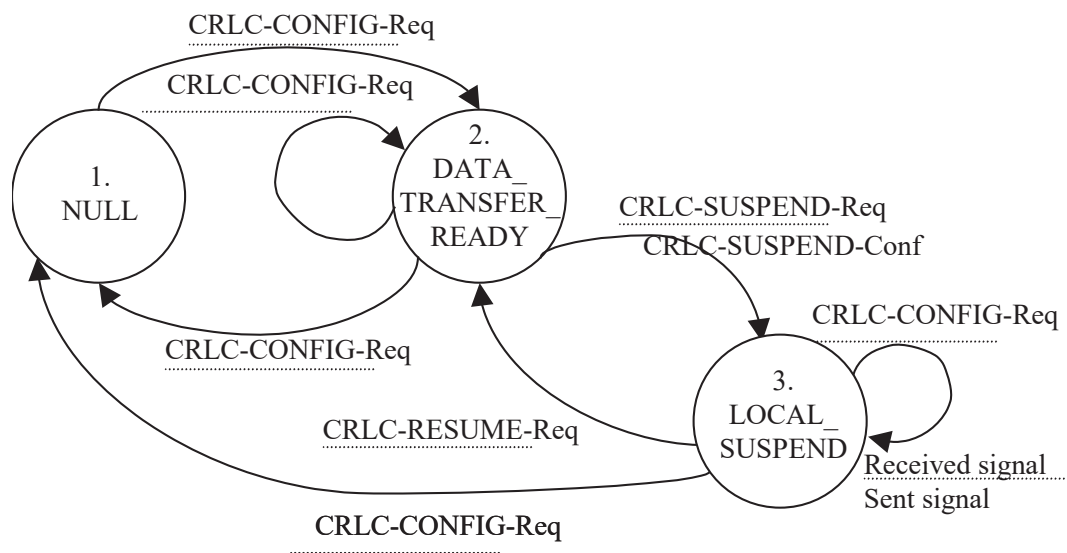 CRLC-CONFIG-Req
CRLC-CONFIG-Req
1.
NULL
2.
DATA_
TRANSFER_
READY
CRLC-SUSPEND-Req
CRLC-SUSPEND-Conf
CRLC-CONFIG-Req
CRLC-CONFIG-Req
3.
LOCAL_
SUSPEND
CRLC-RESUME-Req
Received signal
Sent signal
CRLC-CONFIG-Req